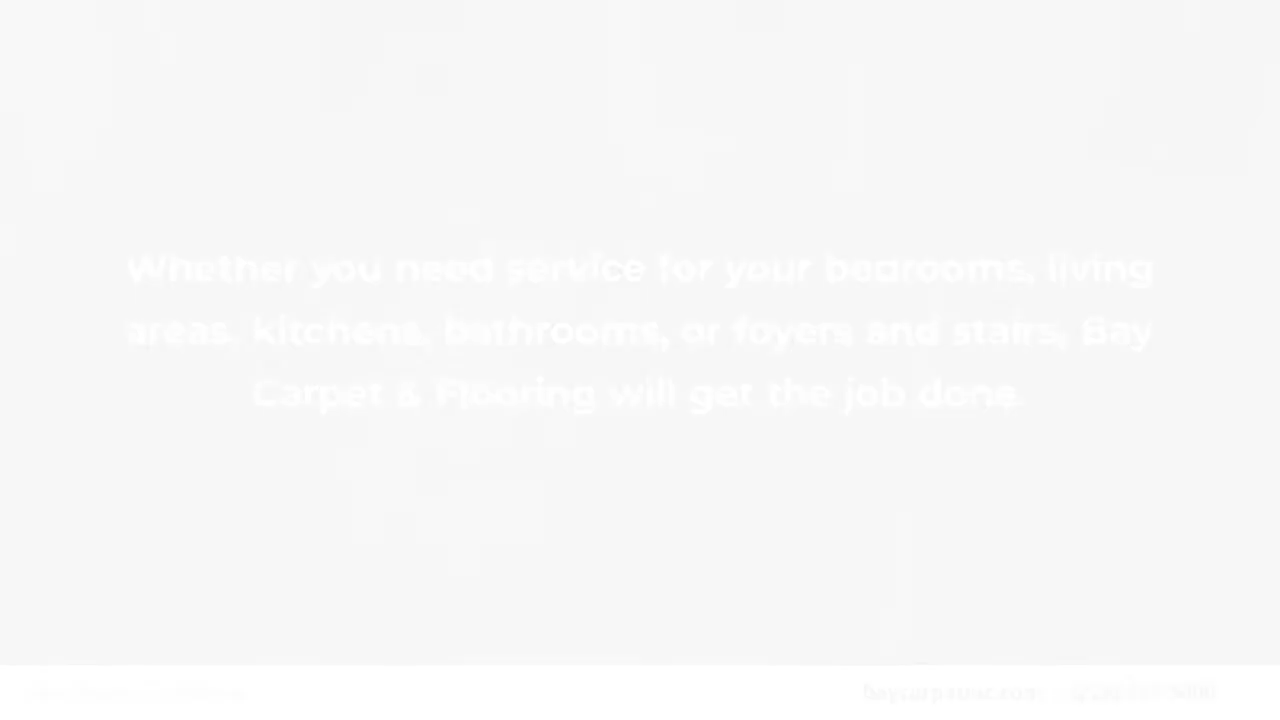 Whether you need service for your bedrooms, living
areas, kitchens, bathrooms, or foyers and stairs, Bay
Carpet & Flooring will get the job done.